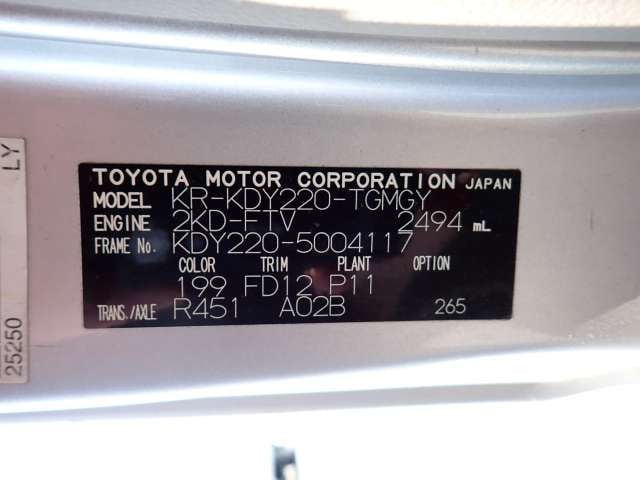 TOYOTA MOTOR CORPORATION JAPAN
MODEL KR-KDY220-TGMGY
ENGINE 2KD-FTV 2494 mL
FRAME No. KDY220-5004117
COLOR TRIM PLANT OPTION
199 FD12 P11
TRANS./AXLE R451 A02B 265
LY
25250